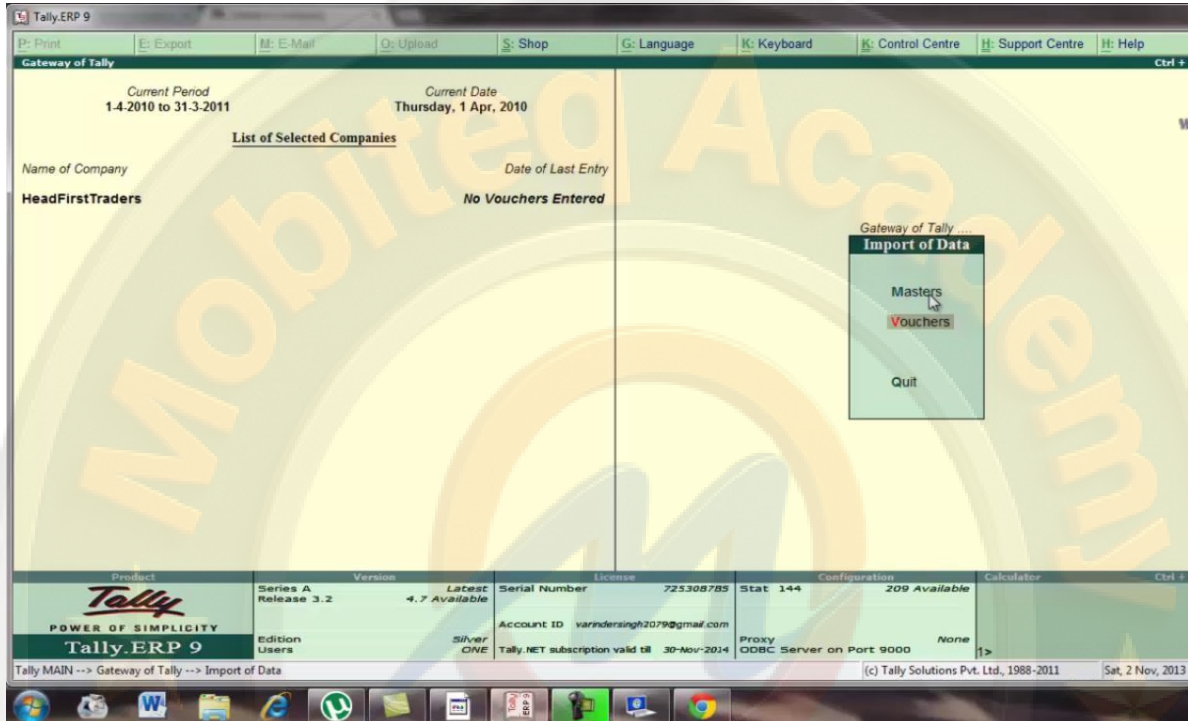 Tally.ERP 9
P: Print E: Export M: E-Mail O: Upload S: Shop G: Language K: Keyboard K: Control Centre H: Support Centre H: Help
Gateway of Tally Ctrl +
Current Period Current Date
1-4-2010 to 31-3-2011 Thursday, 1 Apr, 2010
List of Selected Companies
Name of Company Date of Last Entry
HeadFirstTraders No Vouchers Entered
Gateway of Tally ....
Import of Data
Masters
Vouchers
Quit
Mobiteq Academy
Product Version License Configuration Calculator Ctrl +
Tally
POWER OF SIMPLICITY
Tally.ERP 9
Series A Latest
Release 3.2 4.7 Available
Edition Silver
Users ONE
Serial Number 725308785
Account ID varindersingh2079@gmail.com
Tally.NET subscription valid till 30-Nov-2014
Stat 144 209 Available
Proxy None
ODBC Server on Port 9000
1>
Tally MAIN --> Gateway of Tally --> Import of Data (c) Tally Solutions Pvt. Ltd., 1988-2011 Sat, 2 Nov, 2013